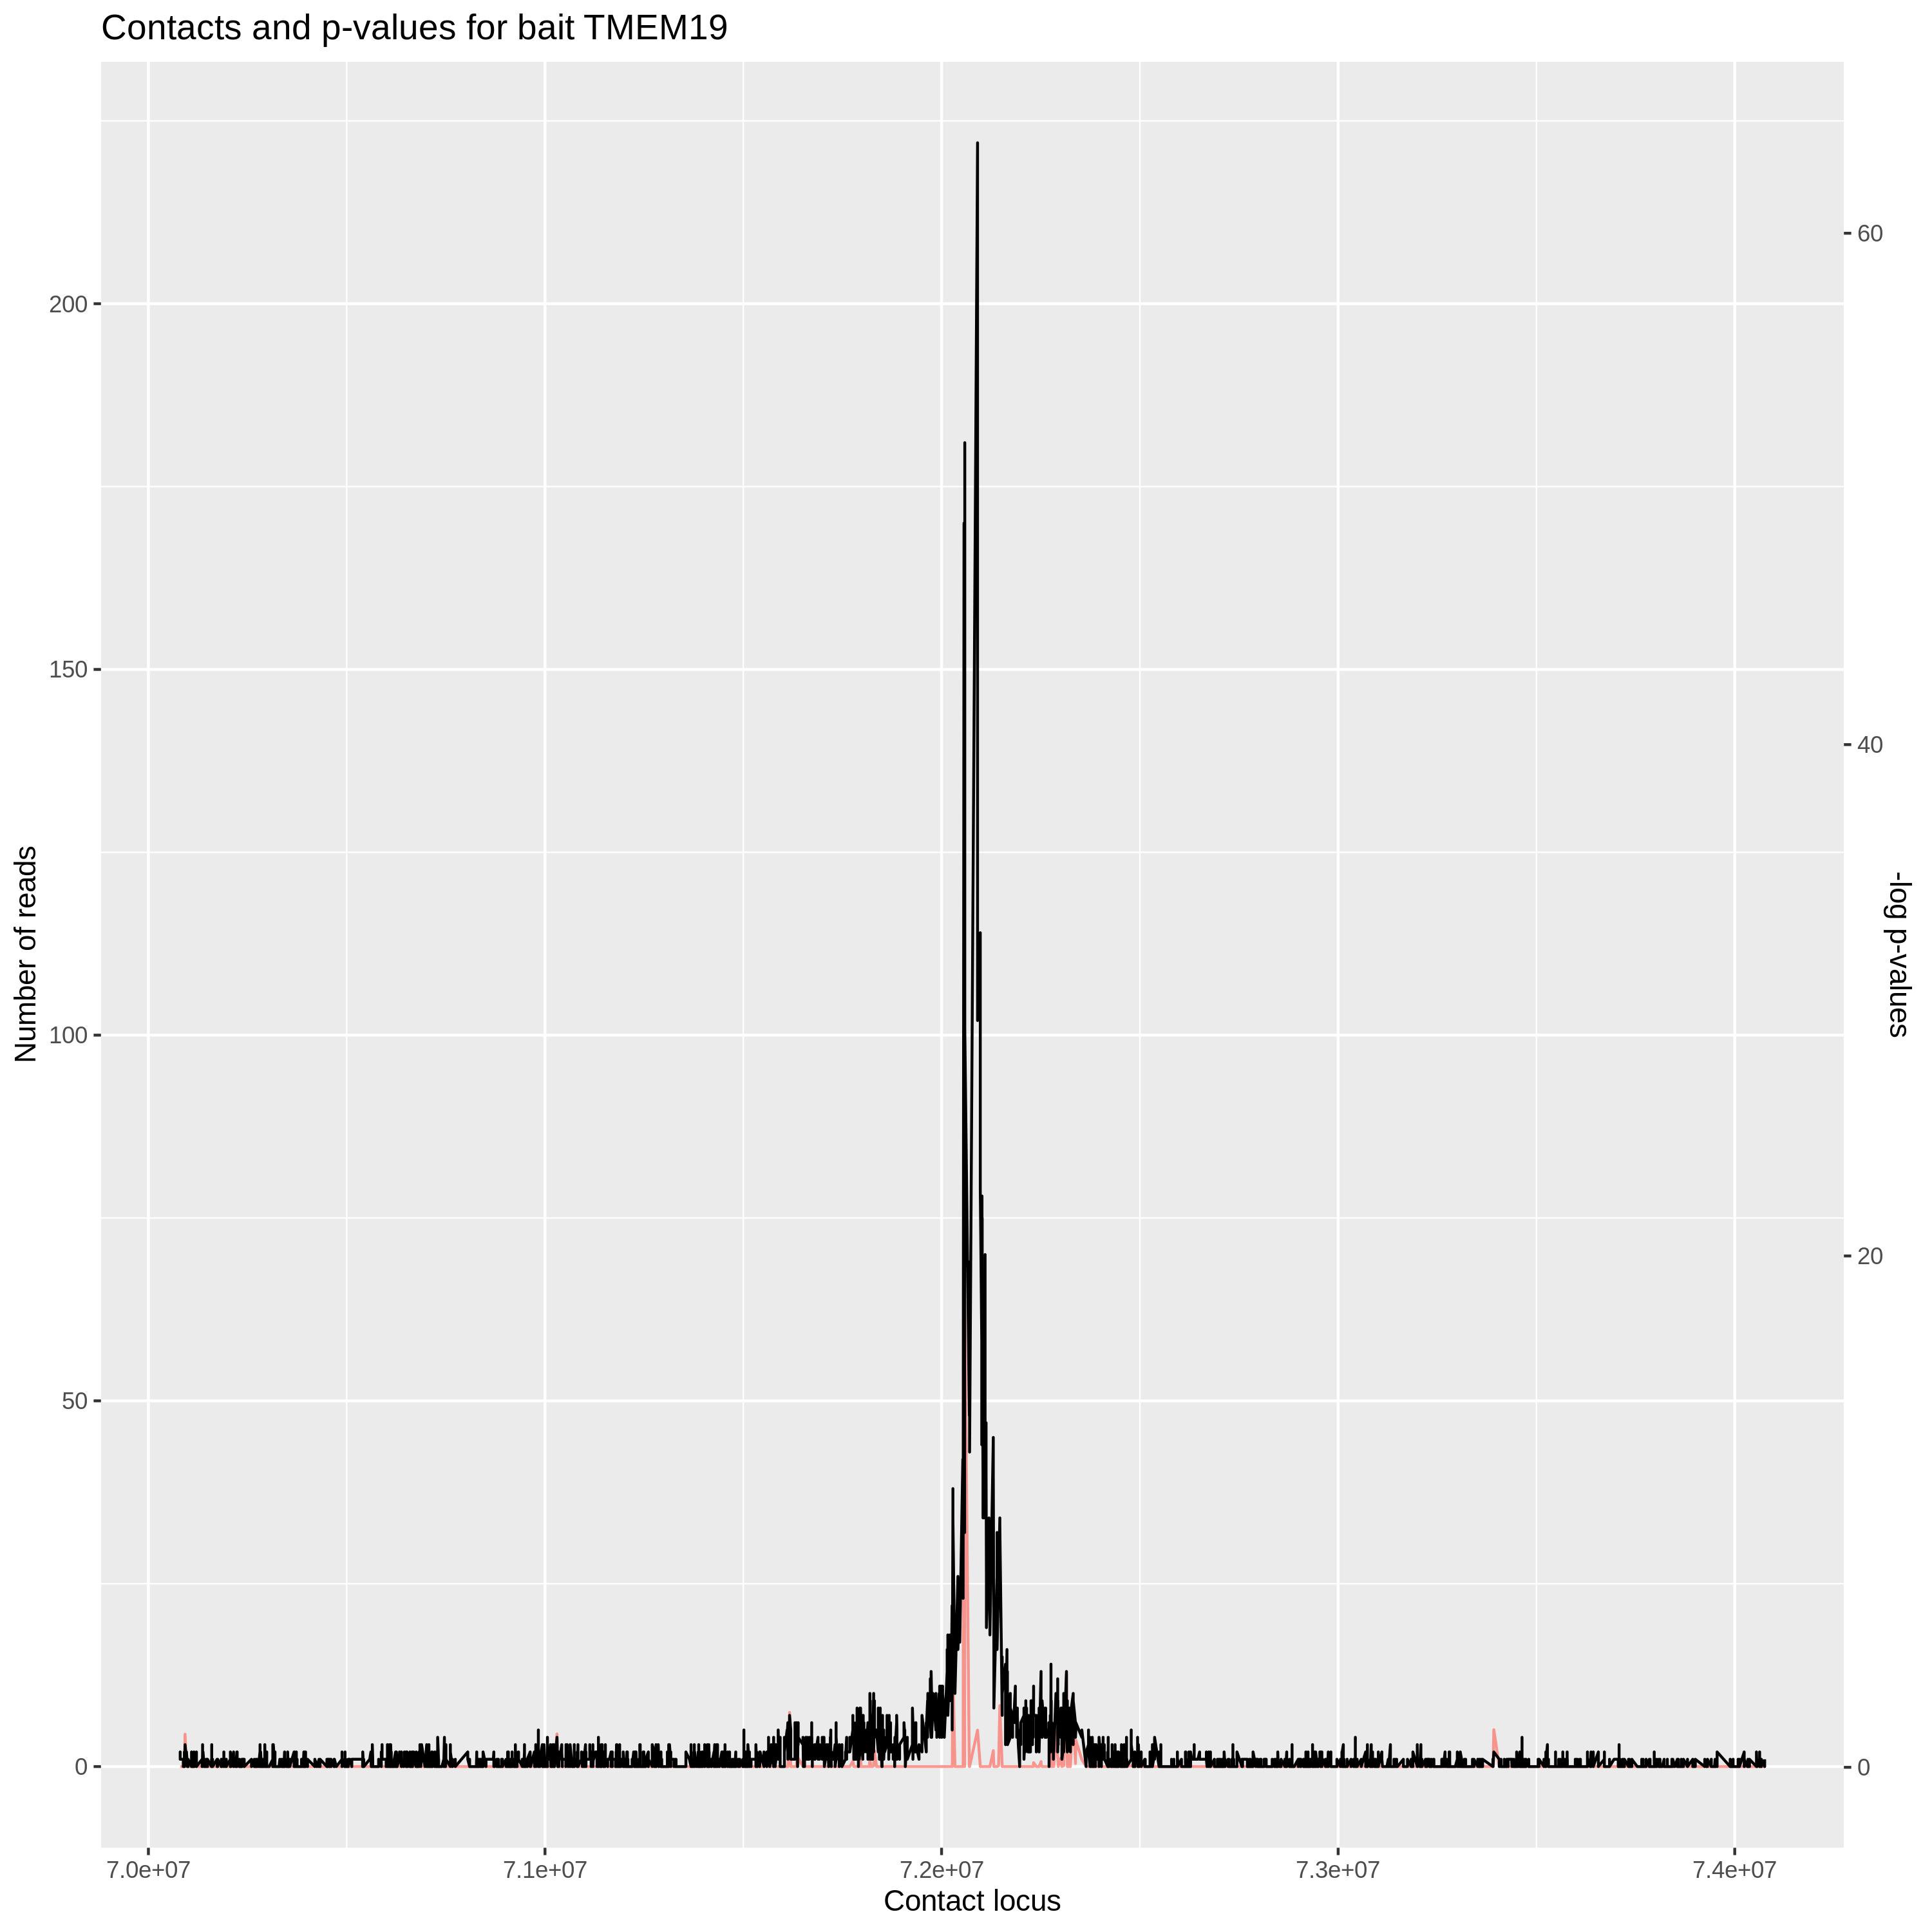 Contacts and p-values for bait TMEM19
200
150
100
50
0
60
40
20
0
Number of reads
-log p-values
7.0e+07
7.1e+07
7.2e+07
7.3e+07
7.4e+07
Contact locus